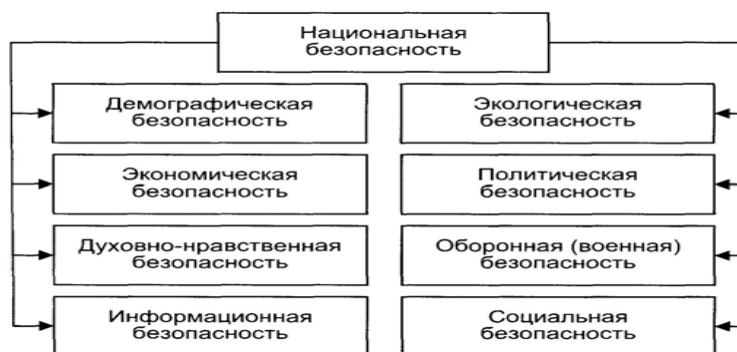 Национальная
безопасность
Демографическая
безопасность
Экологическая
безопасность
Экономическая
безопасность
Политическая
безопасность
Духовно-нравственная
безопасность
Оборонная (военная)
безопасность
Информационная
безопасность
Социальная
безопасность